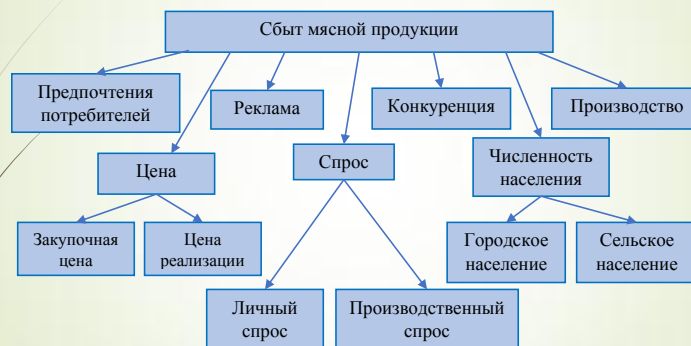 Сбыт мясной продукции
Предпочтения
потребителей
Реклама
Конкуренция
Производство
Цена
Спрос
Численность
населения
Закупочная
цена
Цена
реализации
Городское
население
Сельское
население
Личный
спрос
Производственный
спрос